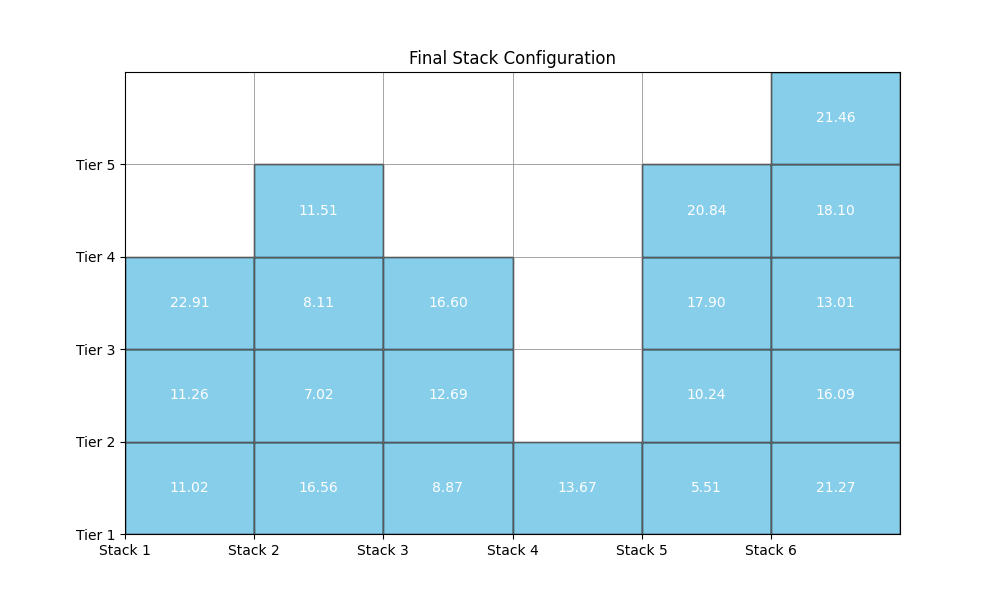 Final Stack Configuration
21.46
Tier 5
11.51 20.84 18.10
Tier 4
22.91 8.11 16.60 17.90 13.01
Tier 3
11.26 7.02 12.69 10.24 16.09
Tier 2
11.02 16.56 8.87 13.67 5.51 21.27
Tier 1
Stack 1 Stack 2 Stack 3 Stack 4 Stack 5 Stack 6